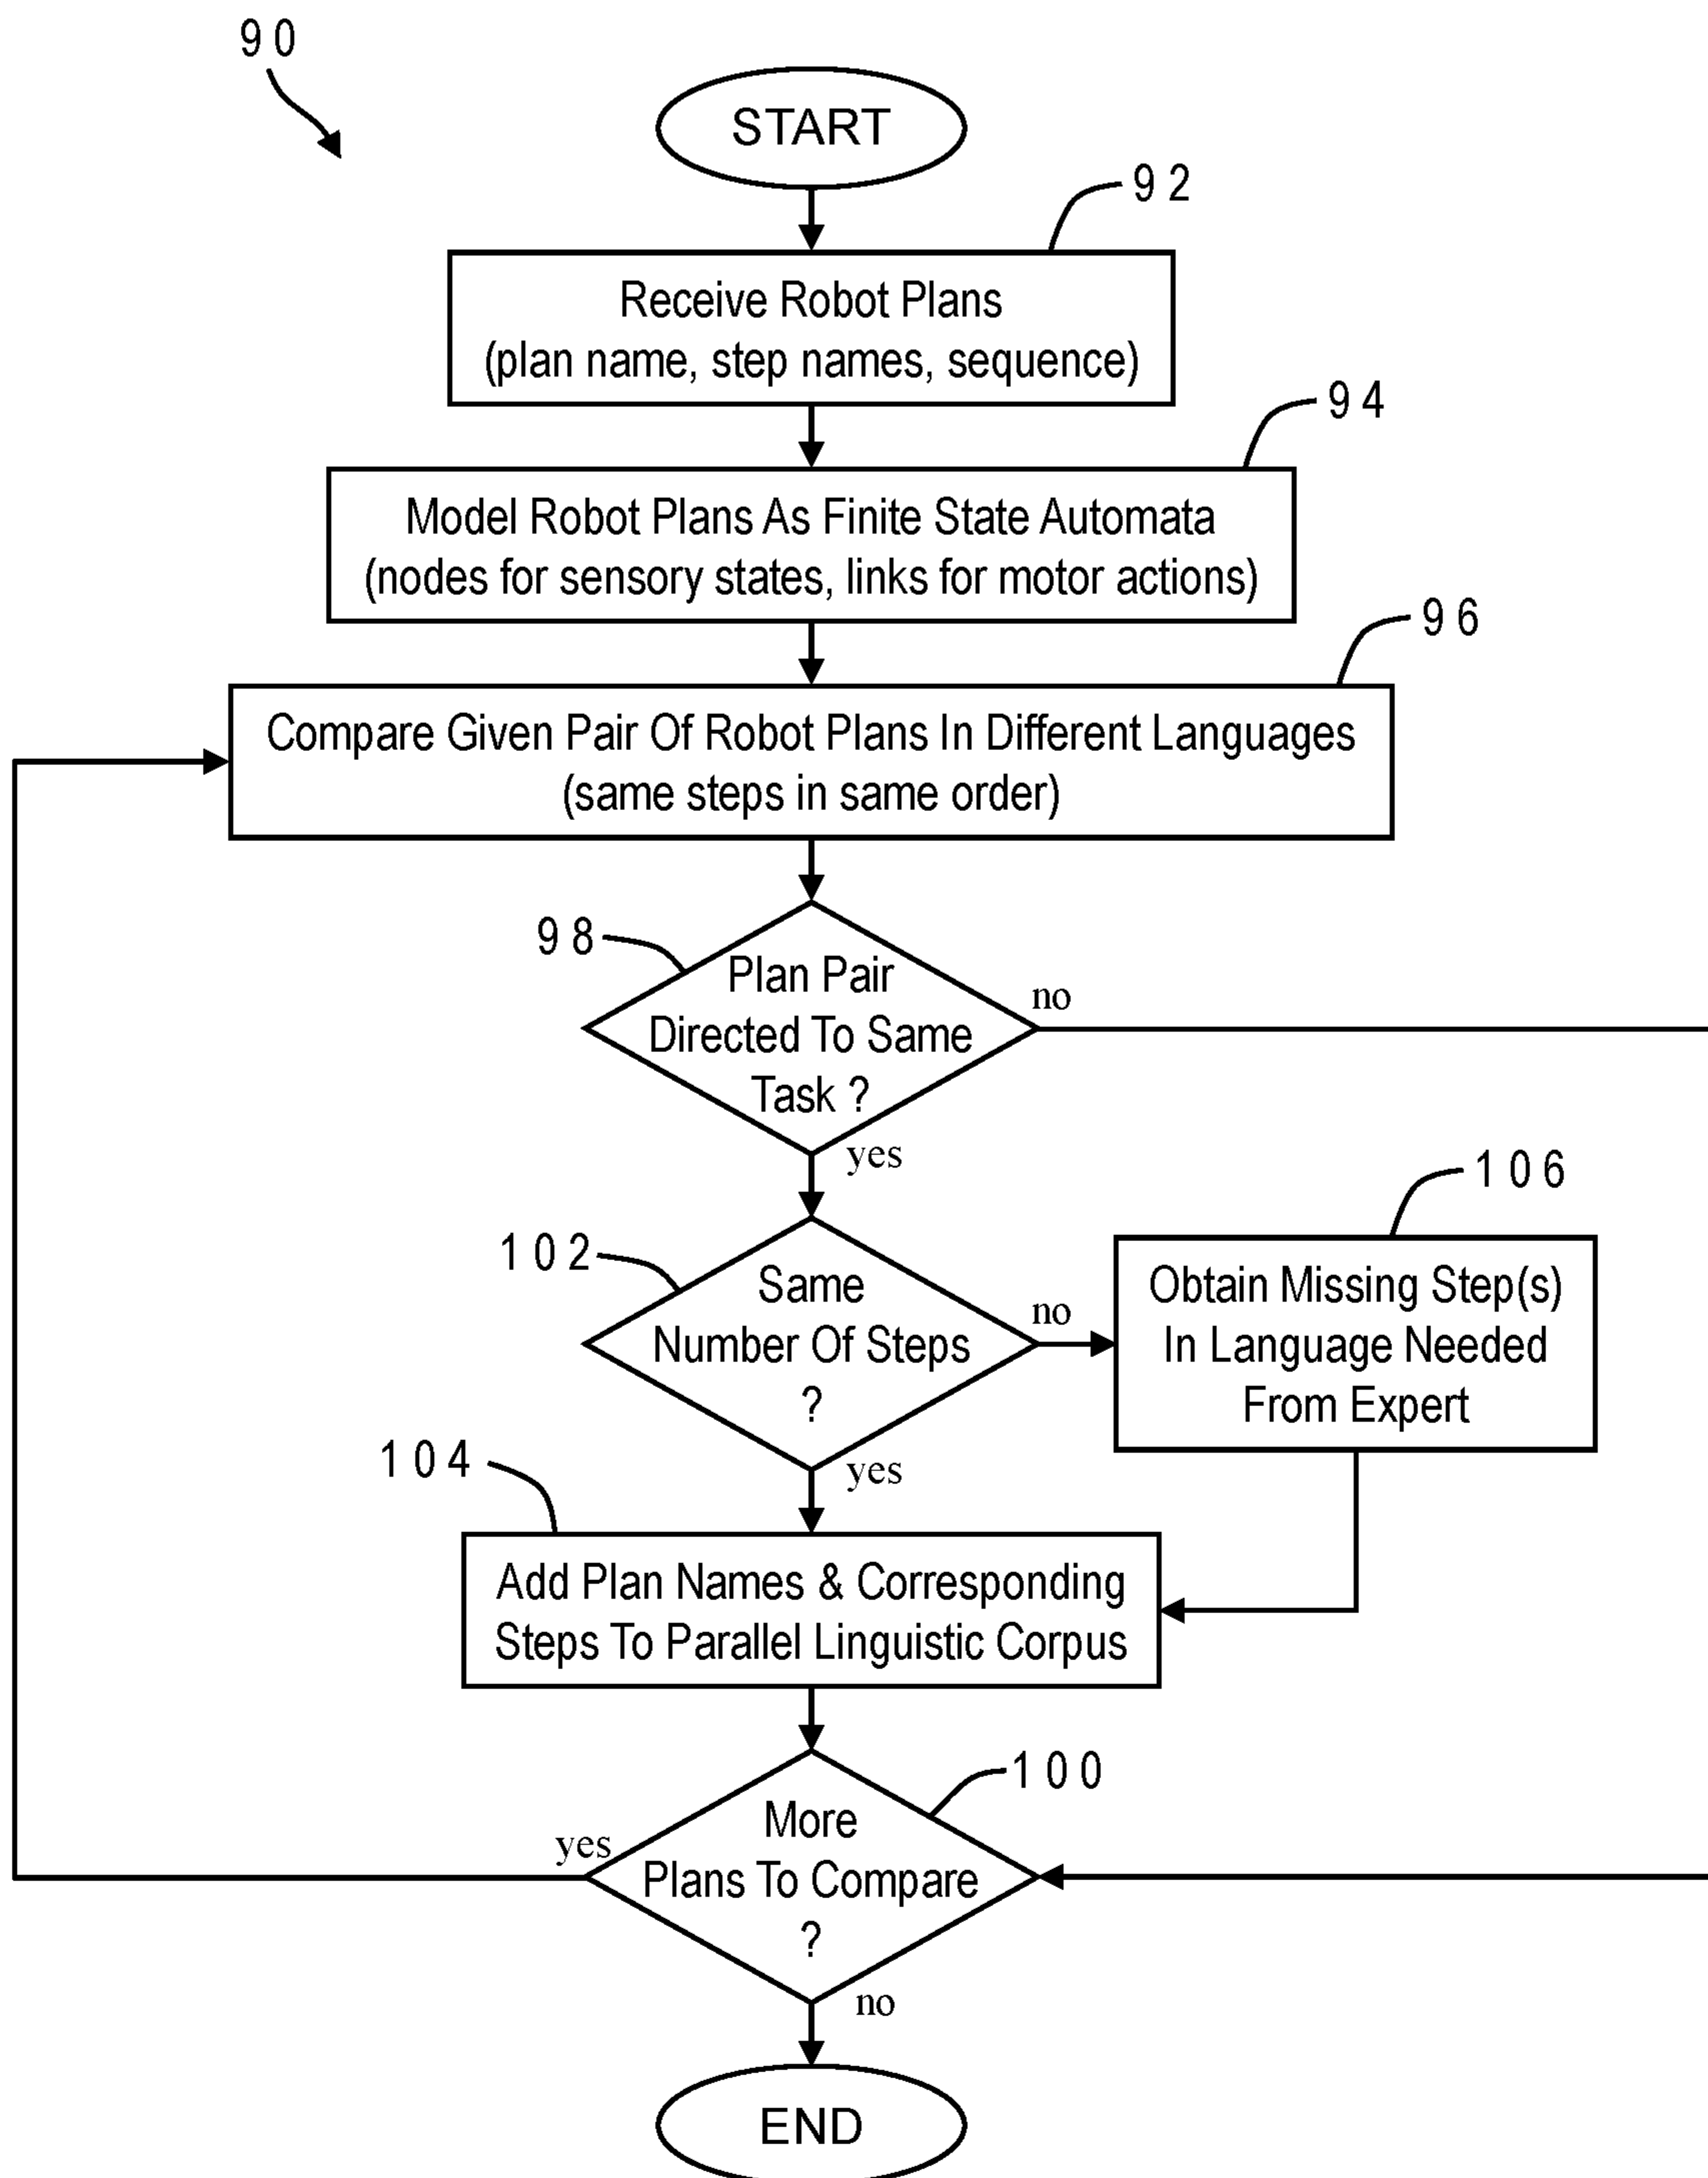 90
START
92
Receive Robot Plans
(plan name, step names, sequence)
94
Model Robot Plans As Finite State Automata
(nodes for sensory states, links for motor actions)
96
Compare Given Pair Of Robot Plans In Different Languages
(same steps in same order)
98
Plan Pair
Directed To Same
Task ?
no
yes
102
Same
Number Of Steps
?
no
yes
106
Obtain Missing Step(s)
In Language Needed
From Expert
104
Add Plan Names & Corresponding
Steps To Parallel Linguistic Corpus
100
More
Plans To Compare
?
yes
no
END